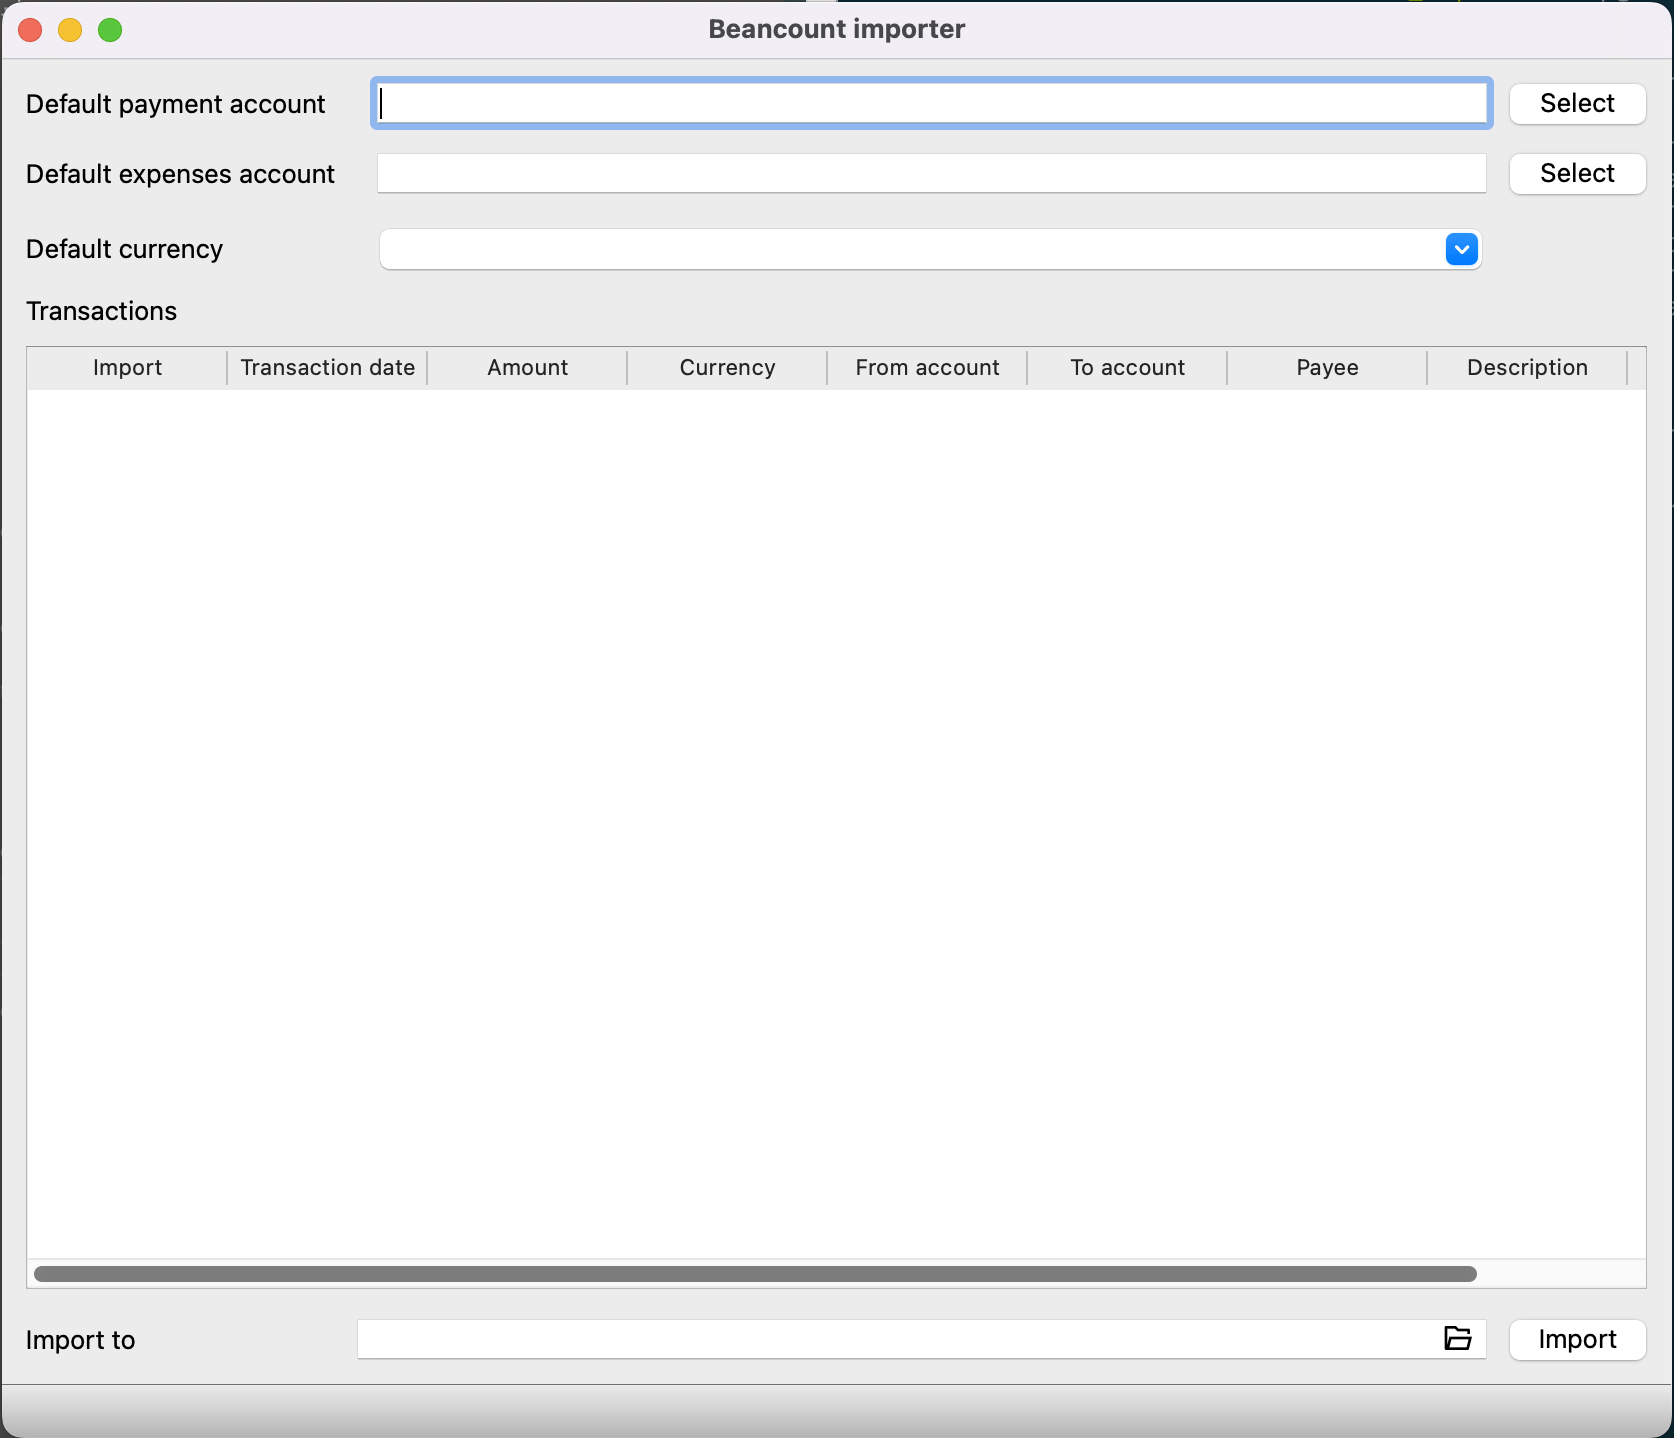 Beancount importer
Default payment account Select
Default expenses account Select
Default currency
Transactions
Import Transaction date Amount Currency From account To account Payee Description
Import to Import